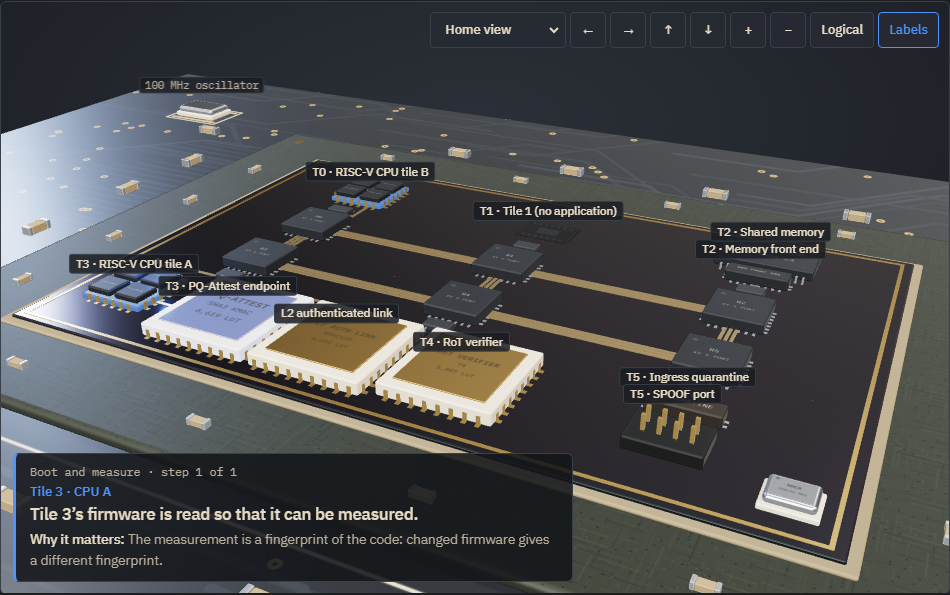 Home view
←
→
↑
↓
+
−
Logical
Labels
100 MHz oscillator
T0 · RISC-V CPU tile B
T1 · Tile 1 (no application)
T2 · Shared memory
T2 · Memory front end
T3 · RISC-V CPU tile A
T3 · PQ-Attest endpoint
L2 authenticated link
T4 · RoT verifier
T5 · Ingress quarantine
T5 · SPOOF port
Boot and measure · step 1 of 1
Tile 3 · CPU A
Tile 3’s firmware is read so that it can be measured.
Why it matters: The measurement is a fingerprint of the code: changed firmware gives
a different fingerprint.